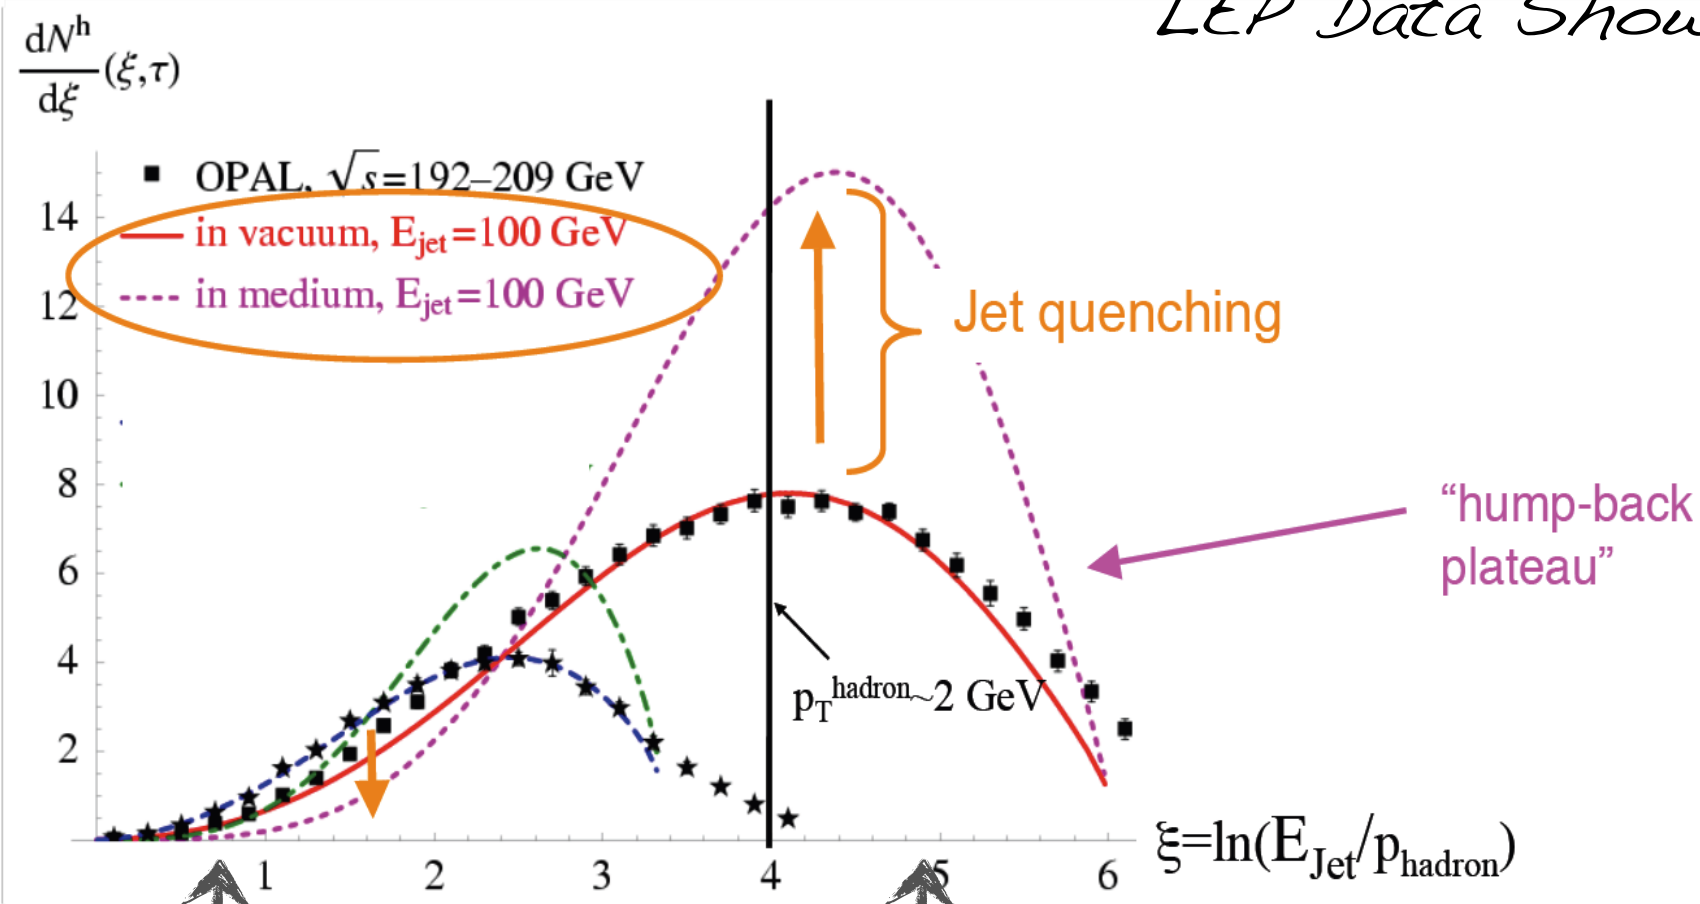 LEP Data Show
dNʰ
dξ
(ξ,τ)
OPAL, √s=192–209 GeV
in vacuum, E_jet=100 GeV
in medium, E_jet=100 GeV
14
12
10
8
6
4
2
Jet quenching
"hump-back
plateau"
p_T^hadron~2 GeV
1 2 3 4 5 6
ξ=ln(E_Jet/p_hadron)